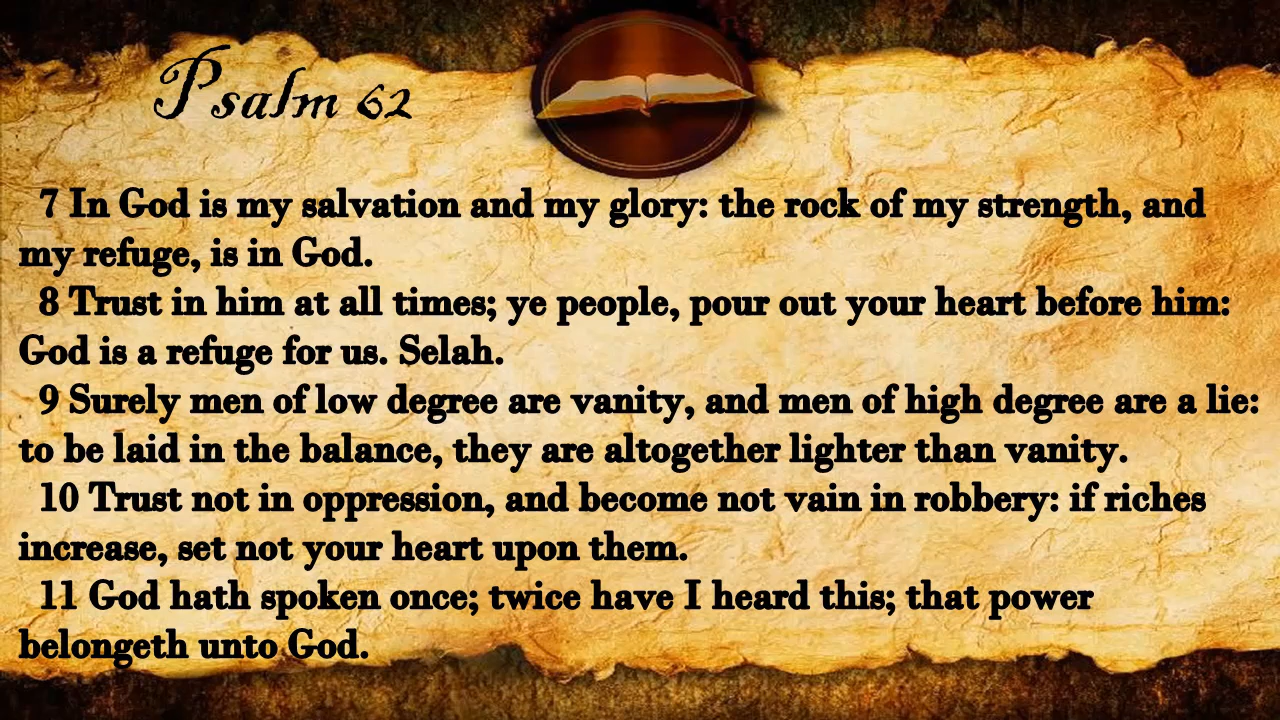 Psalm 62
7 In God is my salvation and my glory: the rock of my strength, and
my refuge, is in God.
8 Trust in him at all times; ye people, pour out your heart before him:
God is a refuge for us. Selah.
9 Surely men of low degree are vanity, and men of high degree are a lie:
to be laid in the balance, they are altogether lighter than vanity.
10 Trust not in oppression, and become not vain in robbery: if riches
increase, set not your heart upon them.
11 God hath spoken once; twice have I heard this; that power
belongeth unto God.